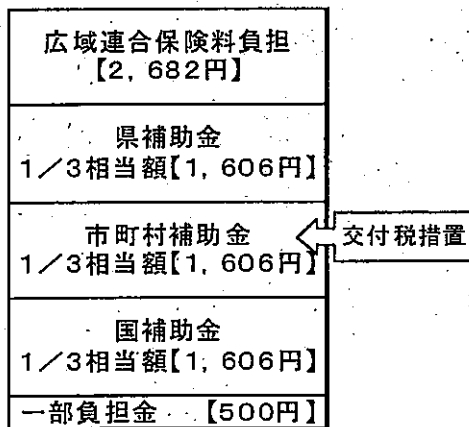 広域連合保険料負担
【2,682円】
県補助金
1/3相当額【1,606円】
市町村補助金
1/3相当額【1,606円】
交付税措置
国補助金
1/3相当額【1,606円】
一部負担金 【500円】